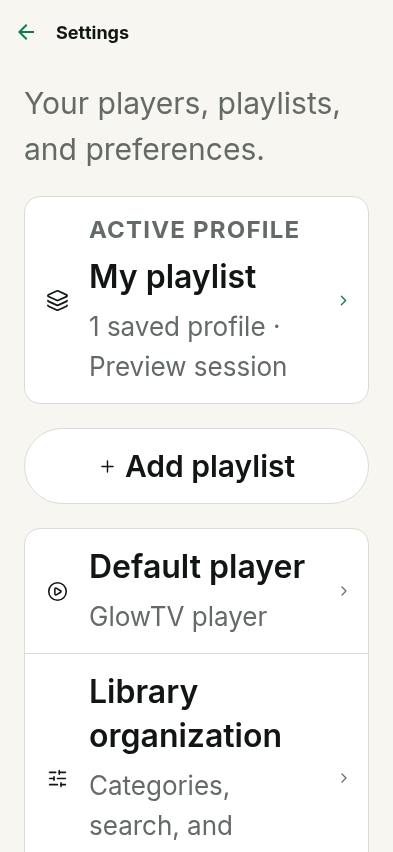 Settings
Your players, playlists,
and preferences.
ACTIVE PROFILE
My playlist
1 saved profile ·
Preview session
+ Add playlist
Default player
GlowTV player
Library
organization
Categories,
search, and